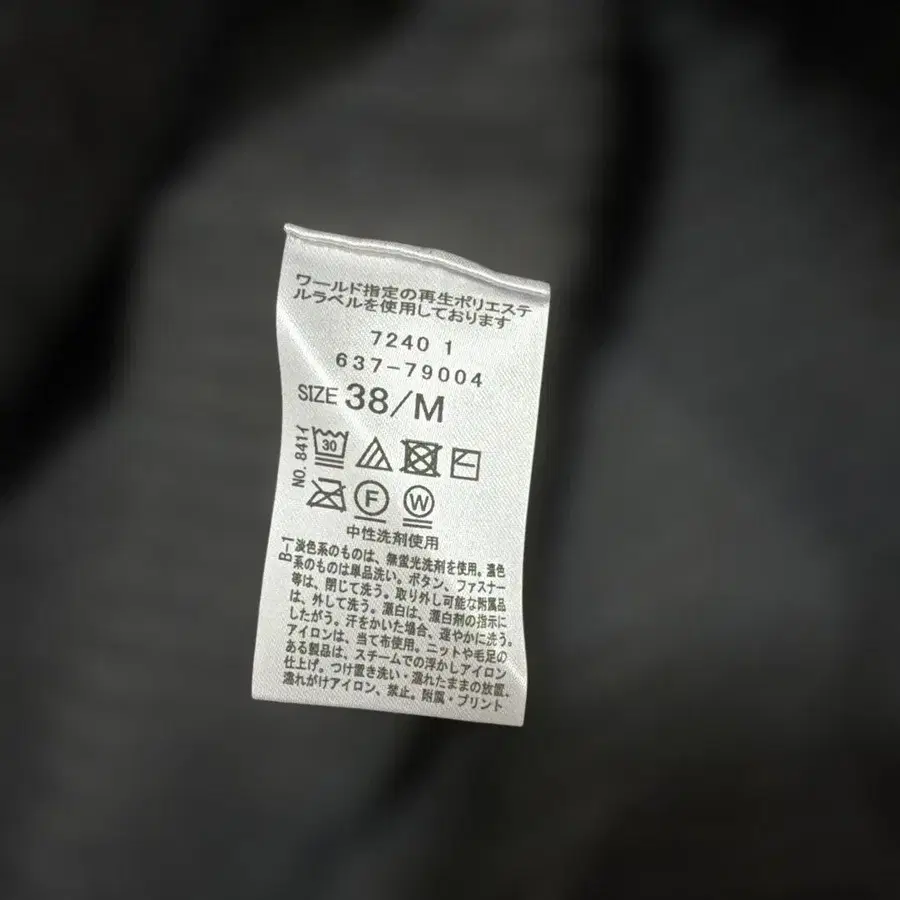 ワールド指定の再生ポリエステ
ルラベルを使用しております
7240 1
637-79004
SIZE 38/M
NO. 841イ
30
F W
中性洗剤使用
B-1
淡色系のものは、無蛍光洗剤を使用。濃色
系のものは単品洗い。ボタン、ファスナー
等は、閉じて洗う。取り外し可能な附属品
は、外して洗う。漂白は、漂白剤の指示に
したがう。汗をかいた場合、速やかに洗う。
アイロンは、当て布使用。ニットや毛足の
ある製品は、スチームでの浮かしアイロン
仕上げ。つけ置き洗い・濡れたままの放置、
濡れがけアイロン、禁止。附属・プリント